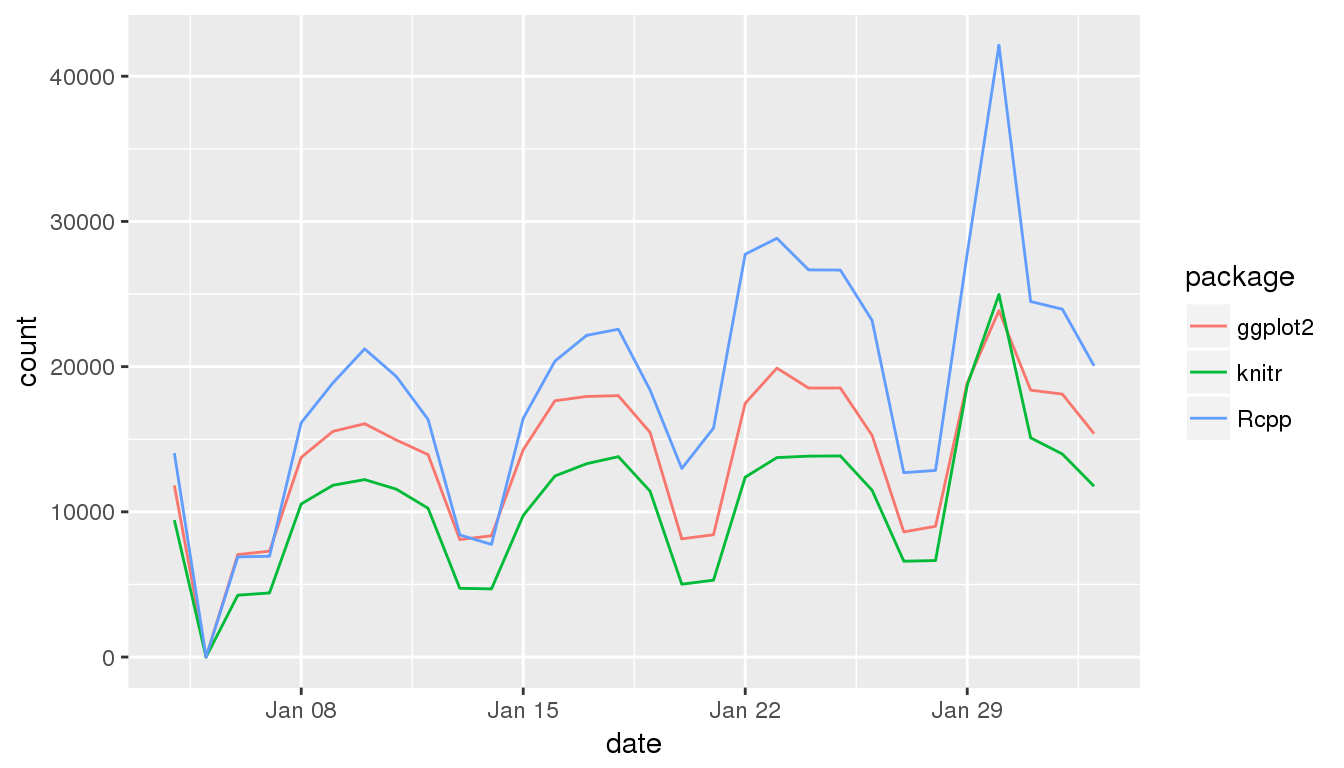 40000
30000
20000
10000
0
count
Jan 08
Jan 15
Jan 22
Jan 29
date
package
ggplot2
knitr
Rcpp